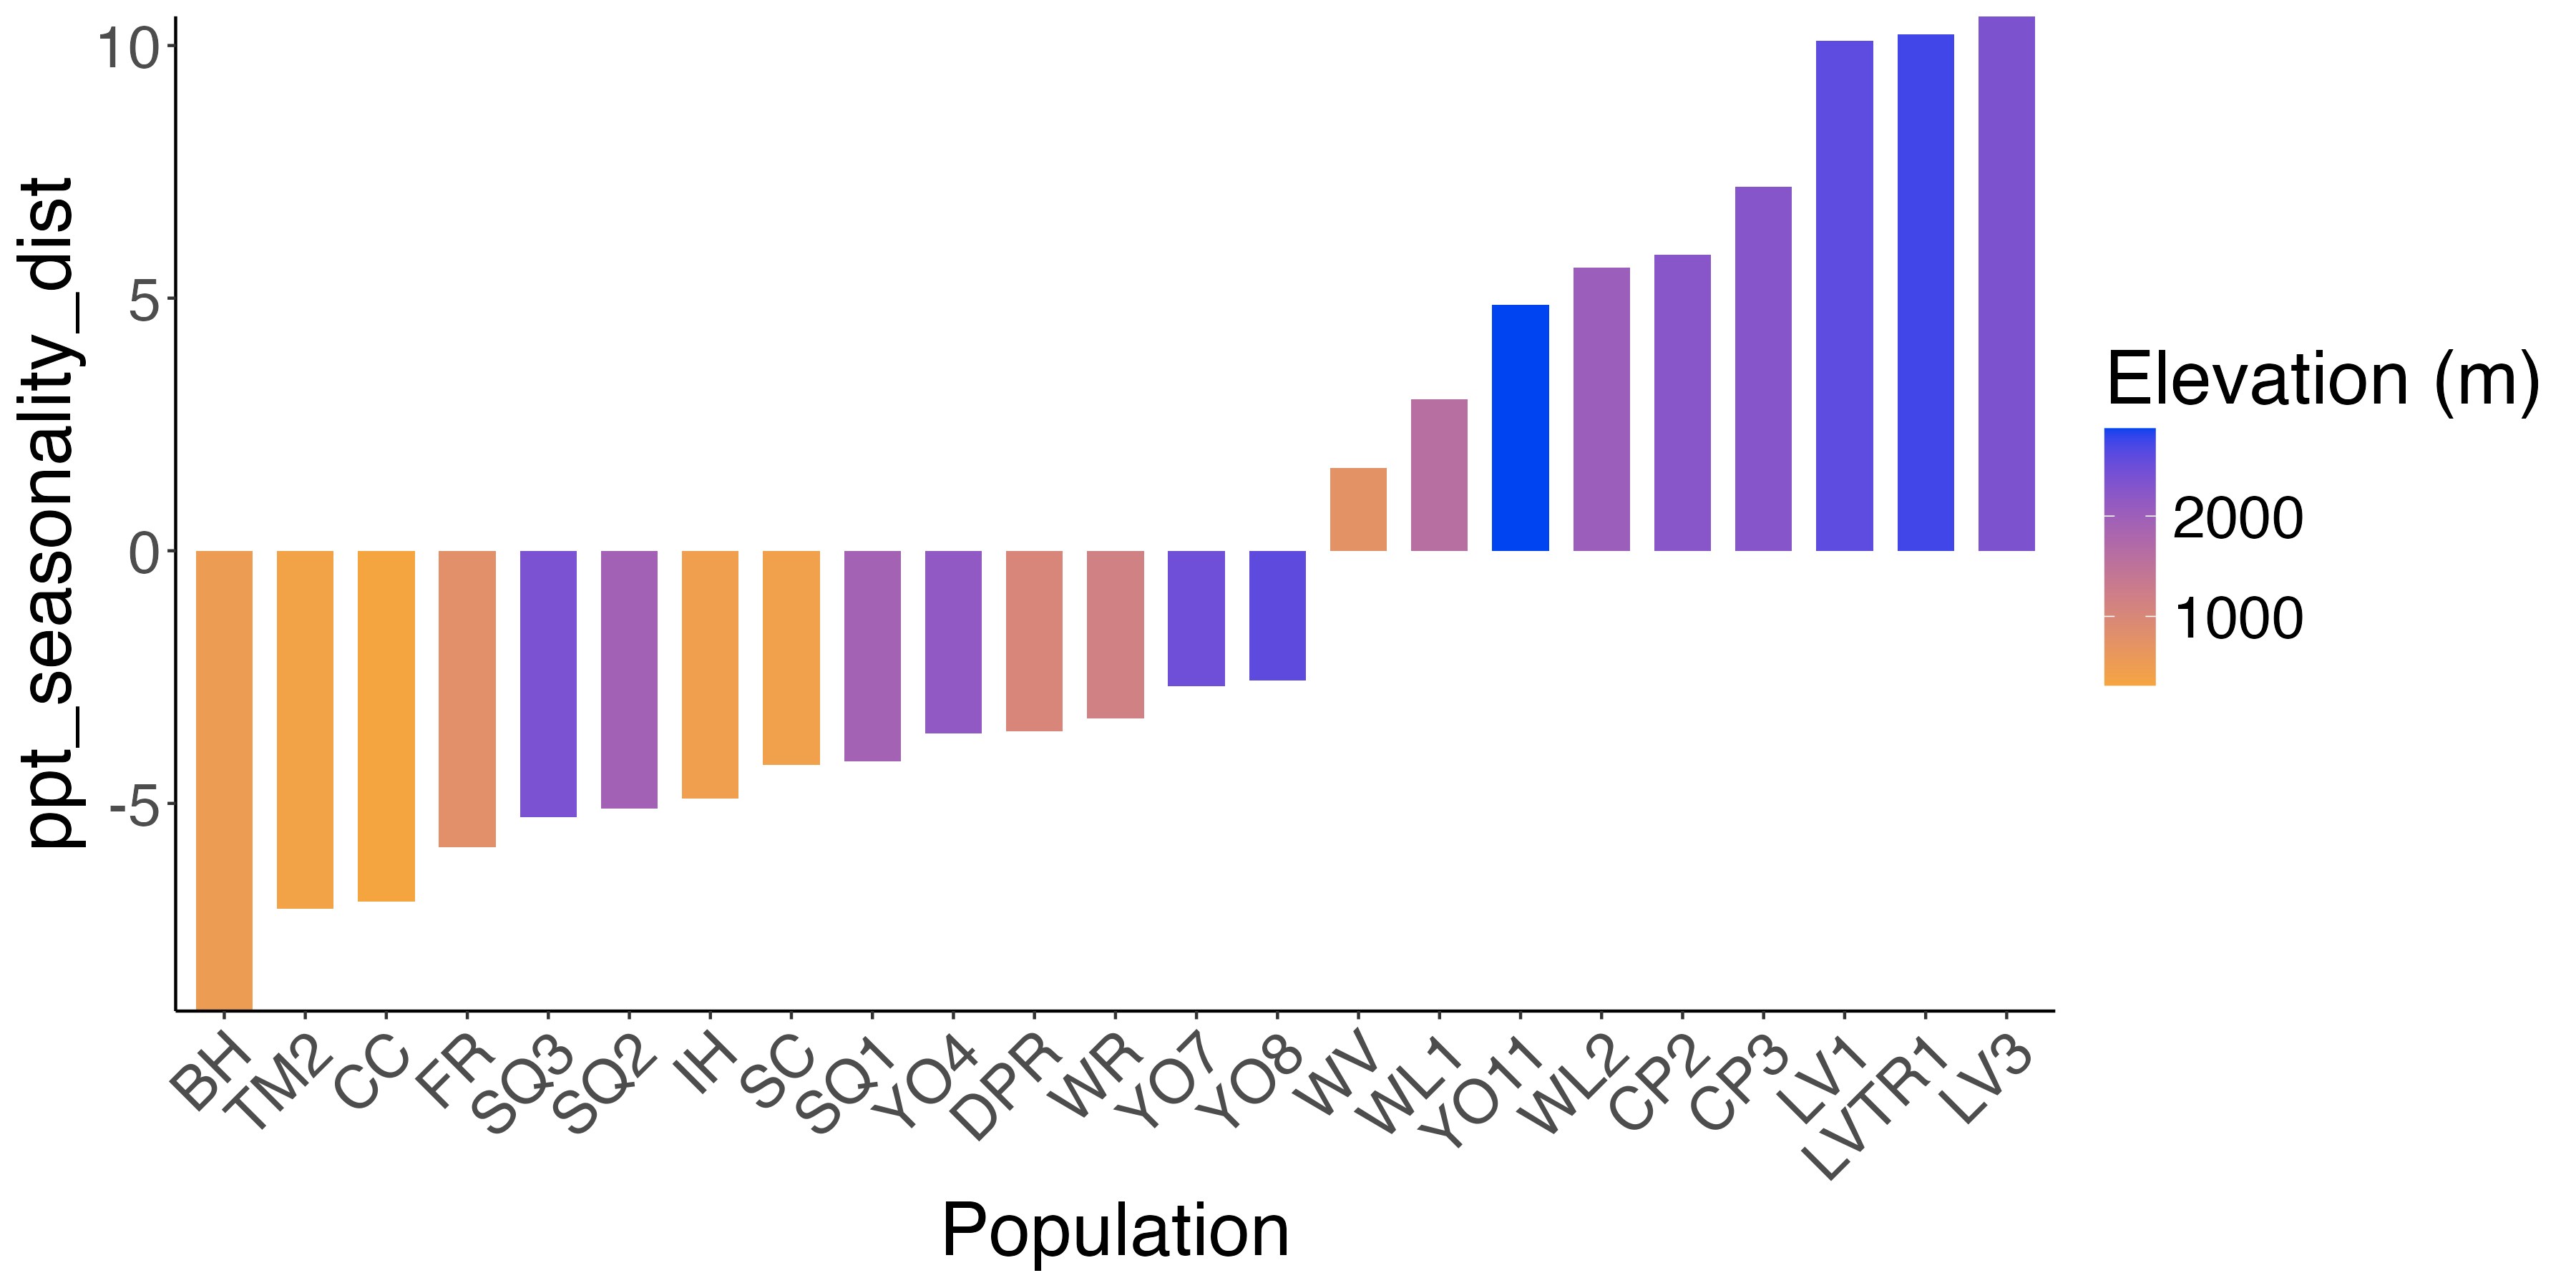 ppt_seasonality_dist
10
5
0
-5
BH
TM2
CC
FR
SQ3
SQ2
IH
SC
SQ1
YO4
DPR
WR
YO7
YO8
WV
WL1
YO11
WL2
CP2
CP3
LV1
LVTR1
LV3
Population
Elevation (m)
2000
1000